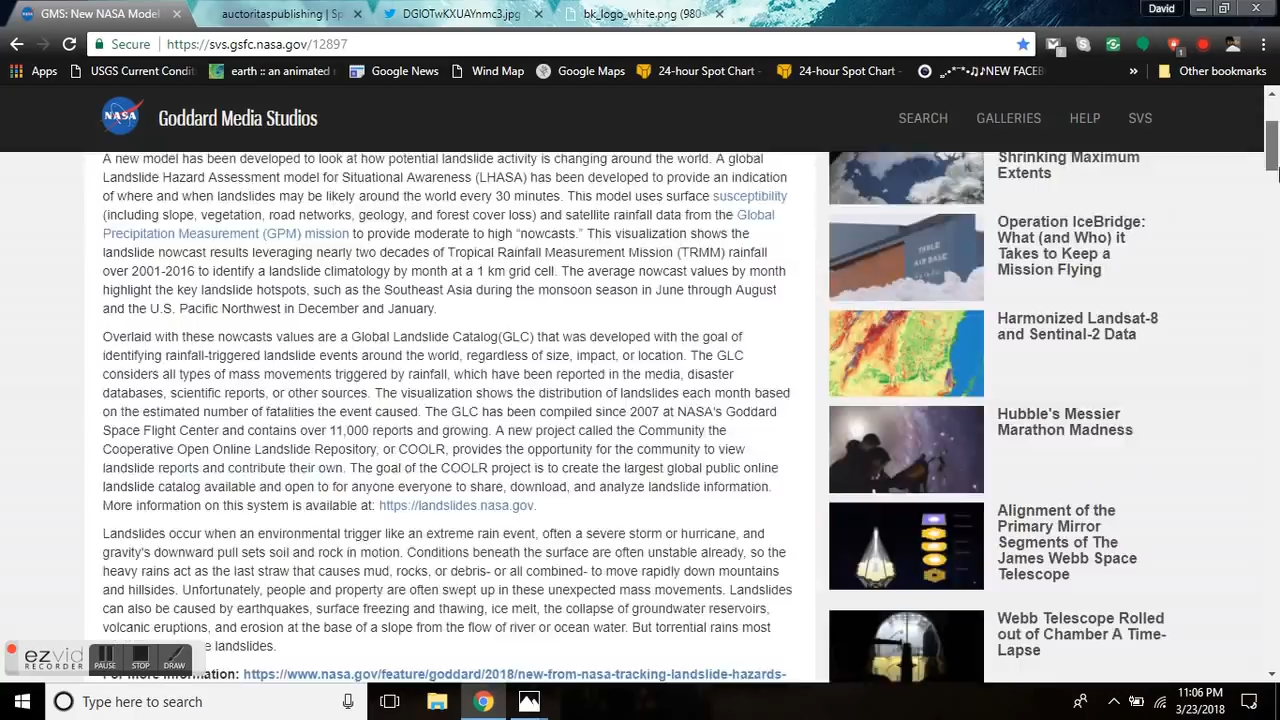 GMS: New NASA Model
auctoritaspublishing | Sp
DGIOTwKXUAYnmc3.jpg
bk_logo_white.png (980
David
Secure
https://svs.gsfc.nasa.gov/12897
Apps
USGS Current Condit
earth :: an animated
Google News
Wind Map
Google Maps
24-hour Spot Chart -
24-hour Spot Chart -
NEW FACEB
»
Other bookmarks
NASA
Goddard Media Studios
SEARCH
GALLERIES
HELP
SVS
A new model has been developed to look at how potential landslide activity is changing around the world. A global
Landslide Hazard Assessment model for Situational Awareness (LHASA) has been developed to provide an indication
of where and when landslides may be likely around the world every 30 minutes. This model uses surface susceptibility
(including slope, vegetation, road networks, geology, and forest cover loss) and satellite rainfall data from the Global
Precipitation Measurement (GPM) mission to provide moderate to high “nowcasts.” This visualization shows the
landslide nowcast results leveraging nearly two decades of Tropical Rainfall Measurement Mission (TRMM) rainfall
over 2001-2016 to identify a landslide climatology by month at a 1 km grid cell. The average nowcast values by month
highlight the key landslide hotspots, such as the Southeast Asia during the monsoon season in June through August
and the U.S. Pacific Northwest in December and January.
Overlaid with these nowcasts values are a Global Landslide Catalog(GLC) that was developed with the goal of
identifying rainfall-triggered landslide events around the world, regardless of size, impact, or location. The GLC
considers all types of mass movements triggered by rainfall, which have been reported in the media, disaster
databases, scientific reports, or other sources. The visualization shows the distribution of landslides each month based
on the estimated number of fatalities the event caused. The GLC has been compiled since 2007 at NASA's Goddard
Space Flight Center and contains over 11,000 reports and growing. A new project called the Community the
Cooperative Open Online Landslide Repository, or COOLR, provides the opportunity for the community to view
landslide reports and contribute their own. The goal of the COOLR project is to create the largest global public online
landslide catalog available and open to for anyone everyone to share, download, and analyze landslide information.
More information on this system is available at: https://landslides.nasa.gov.
Landslides occur when an environmental trigger like an extreme rain event, often a severe storm or hurricane, and
gravity's downward pull sets soil and rock in motion. Conditions beneath the surface are often unstable already, so the
heavy rains act as the last straw that causes mud, rocks, or debris- or all combined- to move rapidly down mountains
and hillsides. Unfortunately, people and property are often swept up in these unexpected mass movements. Landslides
can also be caused by earthquakes, surface freezing and thawing, ice melt, the collapse of groundwater reservoirs,
volcanic eruptions, and erosion at the base of a slope from the flow of river or ocean water. But torrential rains most
landslides.
https://www.nasa.gov/feature/goddard/2018/new-from-nasa-tracking-landslide-hazards-
Shrinking Maximum
Extents
THULE
AIR BASE
Operation IceBridge:
What (and Who) it
Takes to Keep a
Mission Flying
Harmonized Landsat-8
and Sentinel-2 Data
Hubble's Messier
Marathon Madness
Alignment of the
Primary Mirror
Segments of The
James Webb Space
Telescope
Webb Telescope Rolled
out of Chamber A Time-
Lapse
ezvid
RECORDER
PAUSE
STOP
DRAW
Type here to search
11:06 PM
3/23/2018